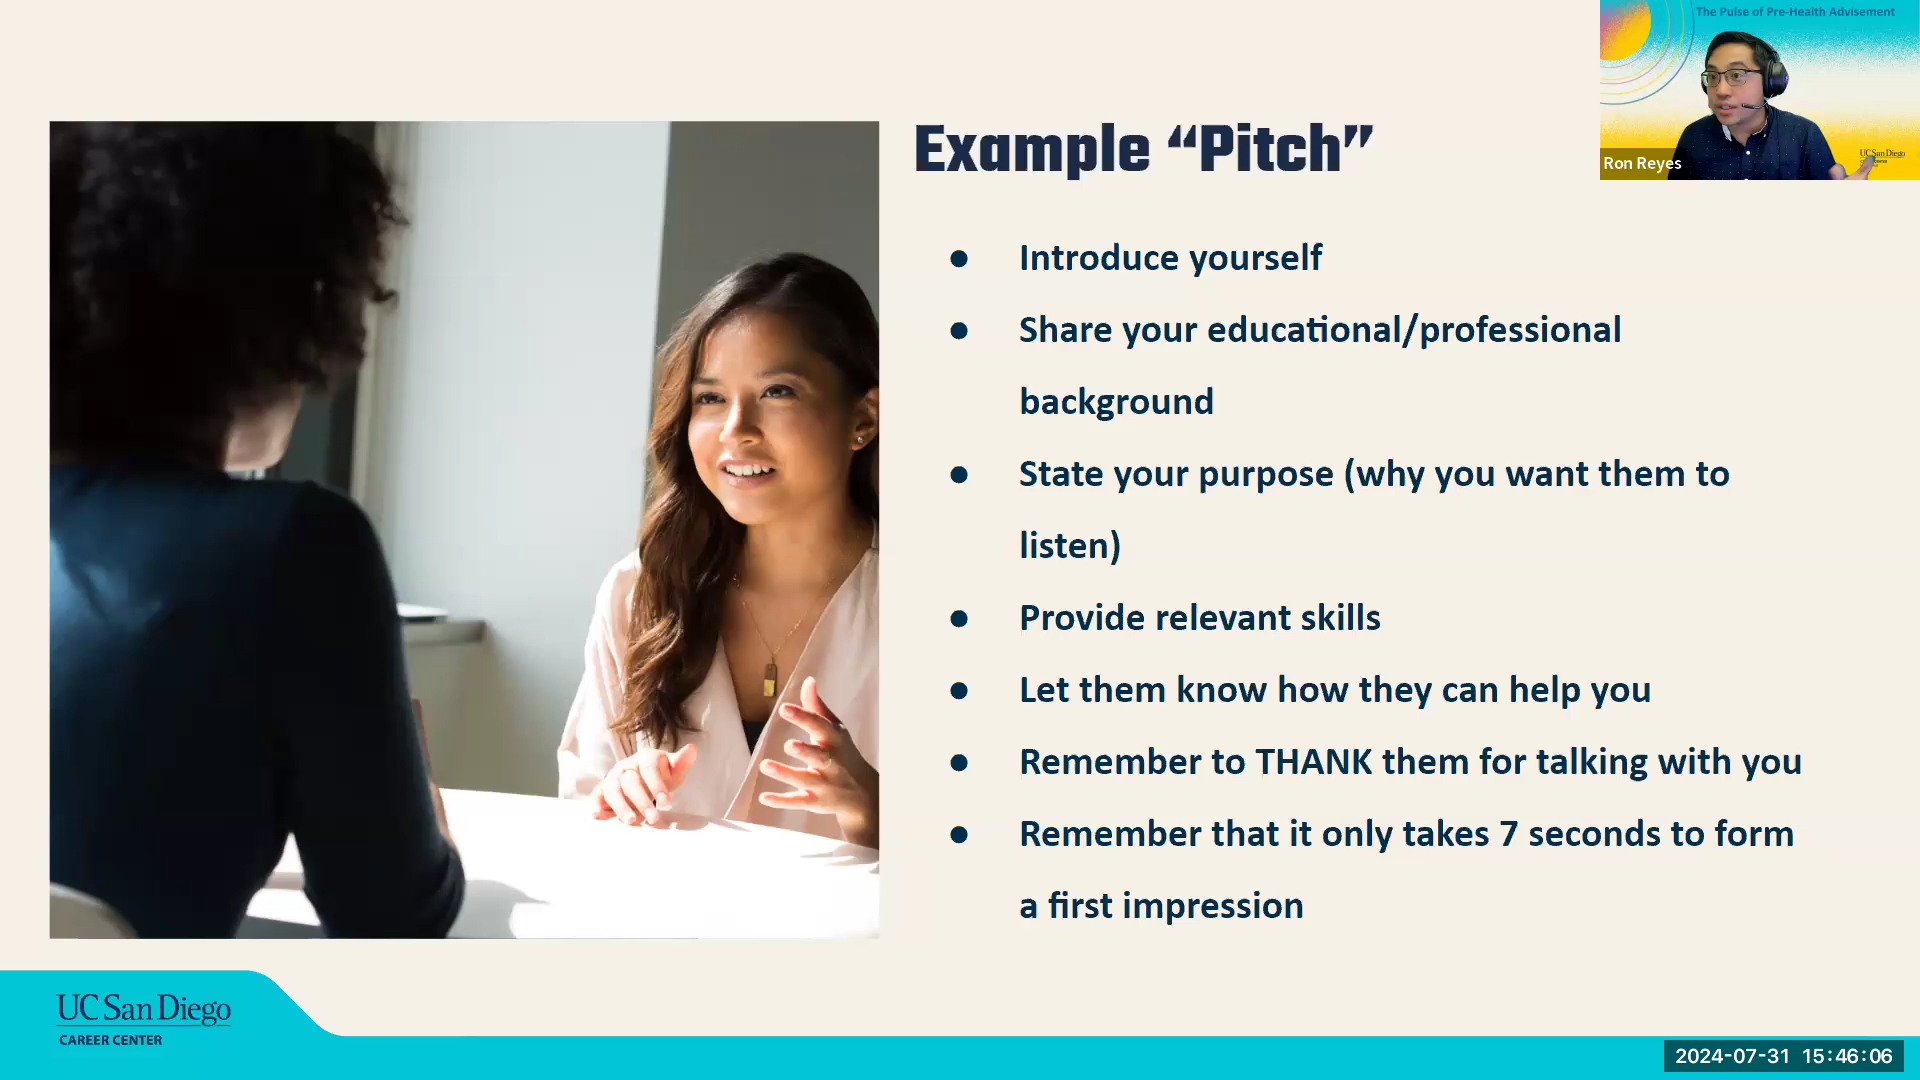 The Pulse of Pre-Health Advisement
Ron Reyes
UC San Diego
Example “Pitch”
● Introduce yourself
● Share your educational/professional
background
● State your purpose (why you want them to
listen)
● Provide relevant skills
● Let them know how they can help you
● Remember to THANK them for talking with you
● Remember that it only takes 7 seconds to form
a first impression
UC San Diego
CAREER CENTER
2024-07-31 15:46:06